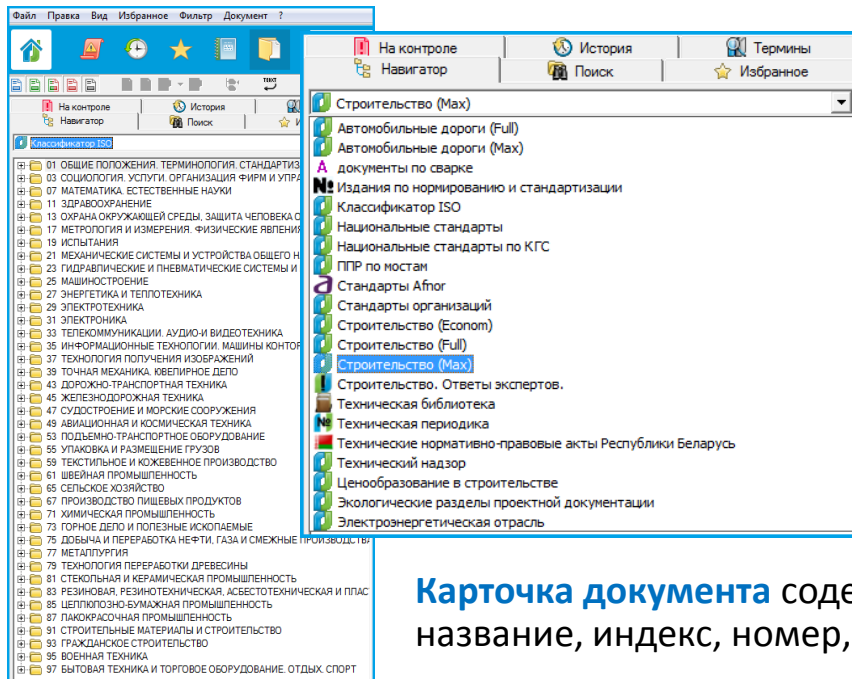 Файл Правка Вид Избранное Фильтр Документ ?
ТЕКСТ
На контроле История
Навигатор Поиск
Классификатор ISO
01 ОБЩИЕ ПОЛОЖЕНИЯ. ТЕРМИНОЛОГИЯ. СТАНДАРТИЗ
03 СОЦИОЛОГИЯ. УСЛУГИ. ОРГАНИЗАЦИЯ ФИРМ И УПРА
07 МАТЕМАТИКА. ЕСТЕСТВЕННЫЕ НАУКИ
11 ЗДРАВООХРАНЕНИЕ
13 ОХРАНА ОКРУЖАЮЩЕЙ СРЕДЫ, ЗАЩИТА ЧЕЛОВЕКА О
17 МЕТРОЛОГИЯ И ИЗМЕРЕНИЯ. ФИЗИЧЕСКИЕ ЯВЛЕНИЯ
19 ИСПЫТАНИЯ
21 МЕХАНИЧЕСКИЕ СИСТЕМЫ И УСТРОЙСТВА ОБЩЕГО Н
23 ГИДРАВЛИЧЕСКИЕ И ПНЕВМАТИЧЕСКИЕ СИСТЕМЫ И
25 МАШИНОСТРОЕНИЕ
27 ЭНЕРГЕТИКА И ТЕПЛОТЕХНИКА
29 ЭЛЕКТРОТЕХНИКА
31 ЭЛЕКТРОНИКА
33 ТЕЛЕКОММУНИКАЦИИ. АУДИО-И ВИДЕОТЕХНИКА
35 ИНФОРМАЦИОННЫЕ ТЕХНОЛОГИИ. МАШИНЫ КОНТОР
37 ТЕХНОЛОГИЯ ПОЛУЧЕНИЯ ИЗОБРАЖЕНИЙ
39 ТОЧНАЯ МЕХАНИКА. ЮВЕЛИРНОЕ ДЕЛО
43 ДОРОЖНО-ТРАНСПОРТНАЯ ТЕХНИКА
45 ЖЕЛЕЗНОДОРОЖНАЯ ТЕХНИКА
47 СУДОСТРОЕНИЕ И МОРСКИЕ СООРУЖЕНИЯ
49 АВИАЦИОННАЯ И КОСМИЧЕСКАЯ ТЕХНИКА
53 ПОДЪЕМНО-ТРАНСПОРТНОЕ ОБОРУДОВАНИЕ
55 УПАКОВКА И РАЗМЕЩЕНИЕ ГРУЗОВ
59 ТЕКСТИЛЬНОЕ И КОЖЕВЕННОЕ ПРОИЗВОДСТВО
61 ШВЕЙНАЯ ПРОМЫШЛЕННОСТЬ
65 СЕЛЬСКОЕ ХОЗЯЙСТВО
67 ПРОИЗВОДСТВО ПИЩЕВЫХ ПРОДУКТОВ
71 ХИМИЧЕСКАЯ ПРОМЫШЛЕННОСТЬ
73 ГОРНОЕ ДЕЛО И ПОЛЕЗНЫЕ ИСКОПАЕМЫЕ
75 ДОБЫЧА И ПЕРЕРАБОТКА НЕФТИ, ГАЗА И СМЕЖНЫЕ ПРОИЗВОДСТВА
77 МЕТАЛЛУРГИЯ
79 ТЕХНОЛОГИЯ ПЕРЕРАБОТКИ ДРЕВЕСИНЫ
81 СТЕКОЛЬНАЯ И КЕРАМИЧЕСКАЯ ПРОМЫШЛЕННОСТЬ
83 РЕЗИНОВАЯ, РЕЗИНОТЕХНИЧЕСКАЯ, АСБЕСТОТЕХНИЧЕСКАЯ И ПЛАС
85 ЦЕЛЛЮЛОЗНО-БУМАЖНАЯ ПРОМЫШЛЕННОСТЬ
87 ЛАКОКРАСОЧНАЯ ПРОМЫШЛЕННОСТЬ
91 СТРОИТЕЛЬНЫЕ МАТЕРИАЛЫ И СТРОИТЕЛЬСТВО
93 ГРАЖДАНСКОЕ СТРОИТЕЛЬСТВО
95 ВОЕННАЯ ТЕХНИКА
97 БЫТОВАЯ ТЕХНИКА И ТОРГОВОЕ ОБОРУДОВАНИЕ. ОТДЫХ. СПОРТ
На контроле История Термины
Навигатор Поиск Избранное
Строительство (Max)
Автомобильные дороги (Full)
Автомобильные дороги (Max)
А документы по сварке
№ Издания по нормированию и стандартизации
Классификатор ISO
Национальные стандарты
Национальные стандарты по КГС
ППР по мостам
Стандарты Afnor
Стандарты организаций
Строительство (Econom)
Строительство (Full)
Строительство (Max)
Строительство. Ответы экспертов.
Техническая библиотека
№ Техническая периодика
Технические нормативно-правовые акты Республики Беларусь
Технический надзор
Ценообразование в строительстве
Экологические разделы проектной документации
Электроэнергетическая отрасль
Карточка документа соде
название, индекс, номер,